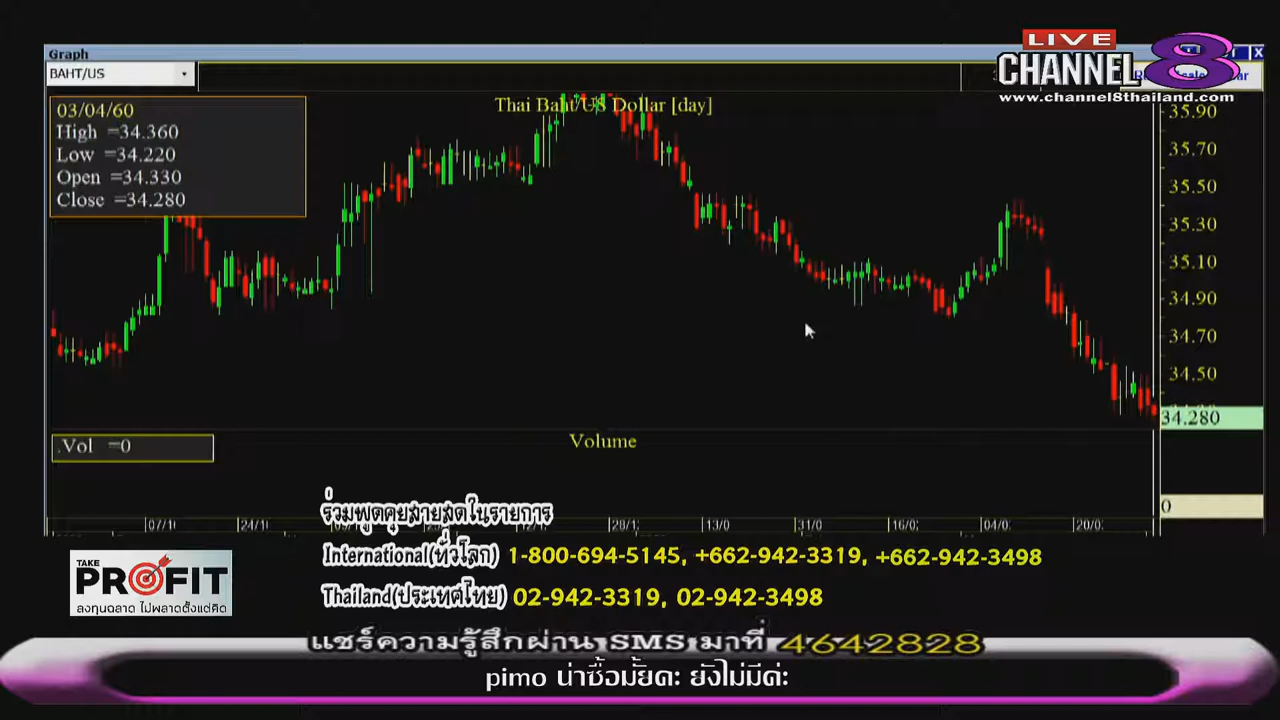 Graph
BAHT/US
LIVE
CHANNEL 8
www.channel8thailand.com
Thai Baht/US Dollar [day]
03/04/60
High =34.360
Low =34.220
Open =34.330
Close =34.280
35.90
35.70
35.50
35.30
35.10
34.90
34.70
34.50
34.280
.Vol =0
Volume
0
07/1
24/1
28/1
13/0
31/0
16/0
04/0
20/0
ร่วมพูดคุยสายสดในรายการ
International(ทั่วโลก) 1-800-694-5145, +662-942-3319, +662-942-3498
Thailand(ประเทศไทย) 02-942-3319, 02-942-3498
TAKE PROFIT
ลงทุนฉลาด ไม่พลาดตั้งแต่คิด
แชร์ความรู้สึกผ่าน SMS มาที่ 4642828
pimo น่าซื้อมั้ยคะ ยังไม่มีค่ะ